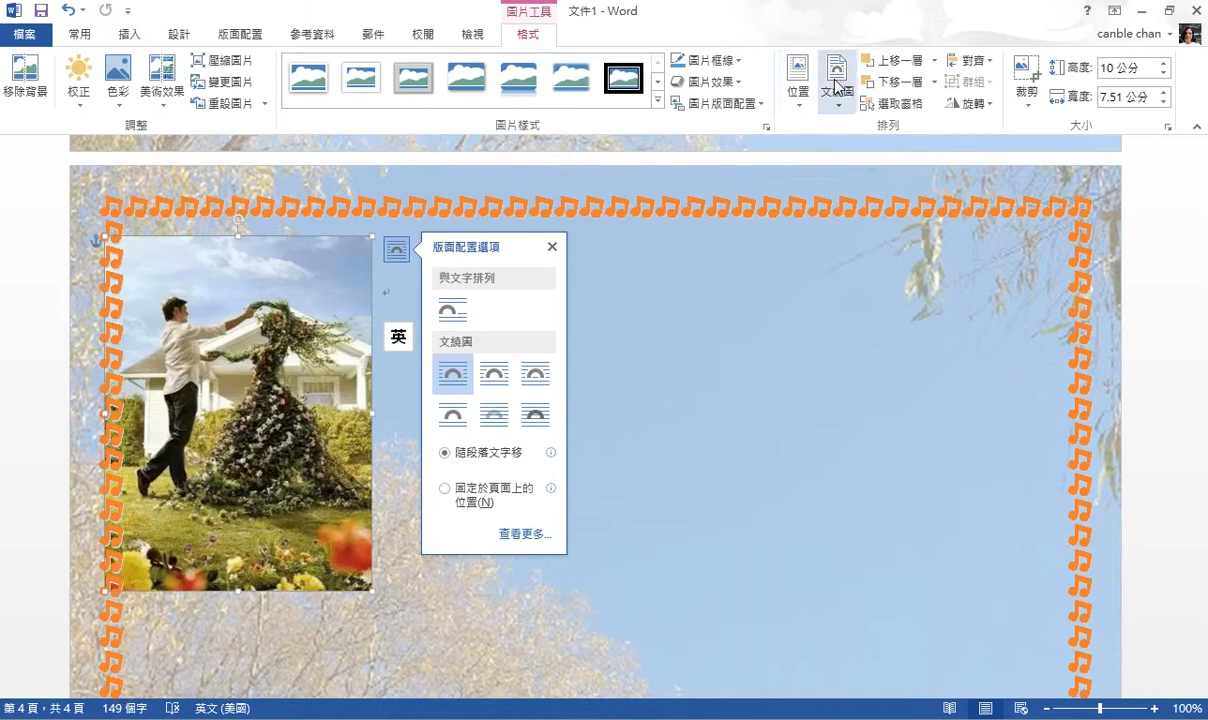 圖片工具
文件1 - Word
檔案
常用
插入
設計
版面配置
參考資料
郵件
校閱
檢視
格式
canble chan
移除背景
校正
色彩
美術效果
壓縮圖片
變更圖片
重設圖片
調整
圖片樣式
圖片框線
圖片效果
圖片版面配置
位置
上移一層
下移一層
選取窗格
對齊
群組
旋轉
排列
裁剪
高度:
10 公分
寬度:
7.51 公分
大小
版面配置選項
與文字排列
文繞圖
隨段落文字移
固定於頁面上的
位置(N)
查看更多...
英
第 4 頁，共 4 頁
149 個字
英文 (美國)
100%